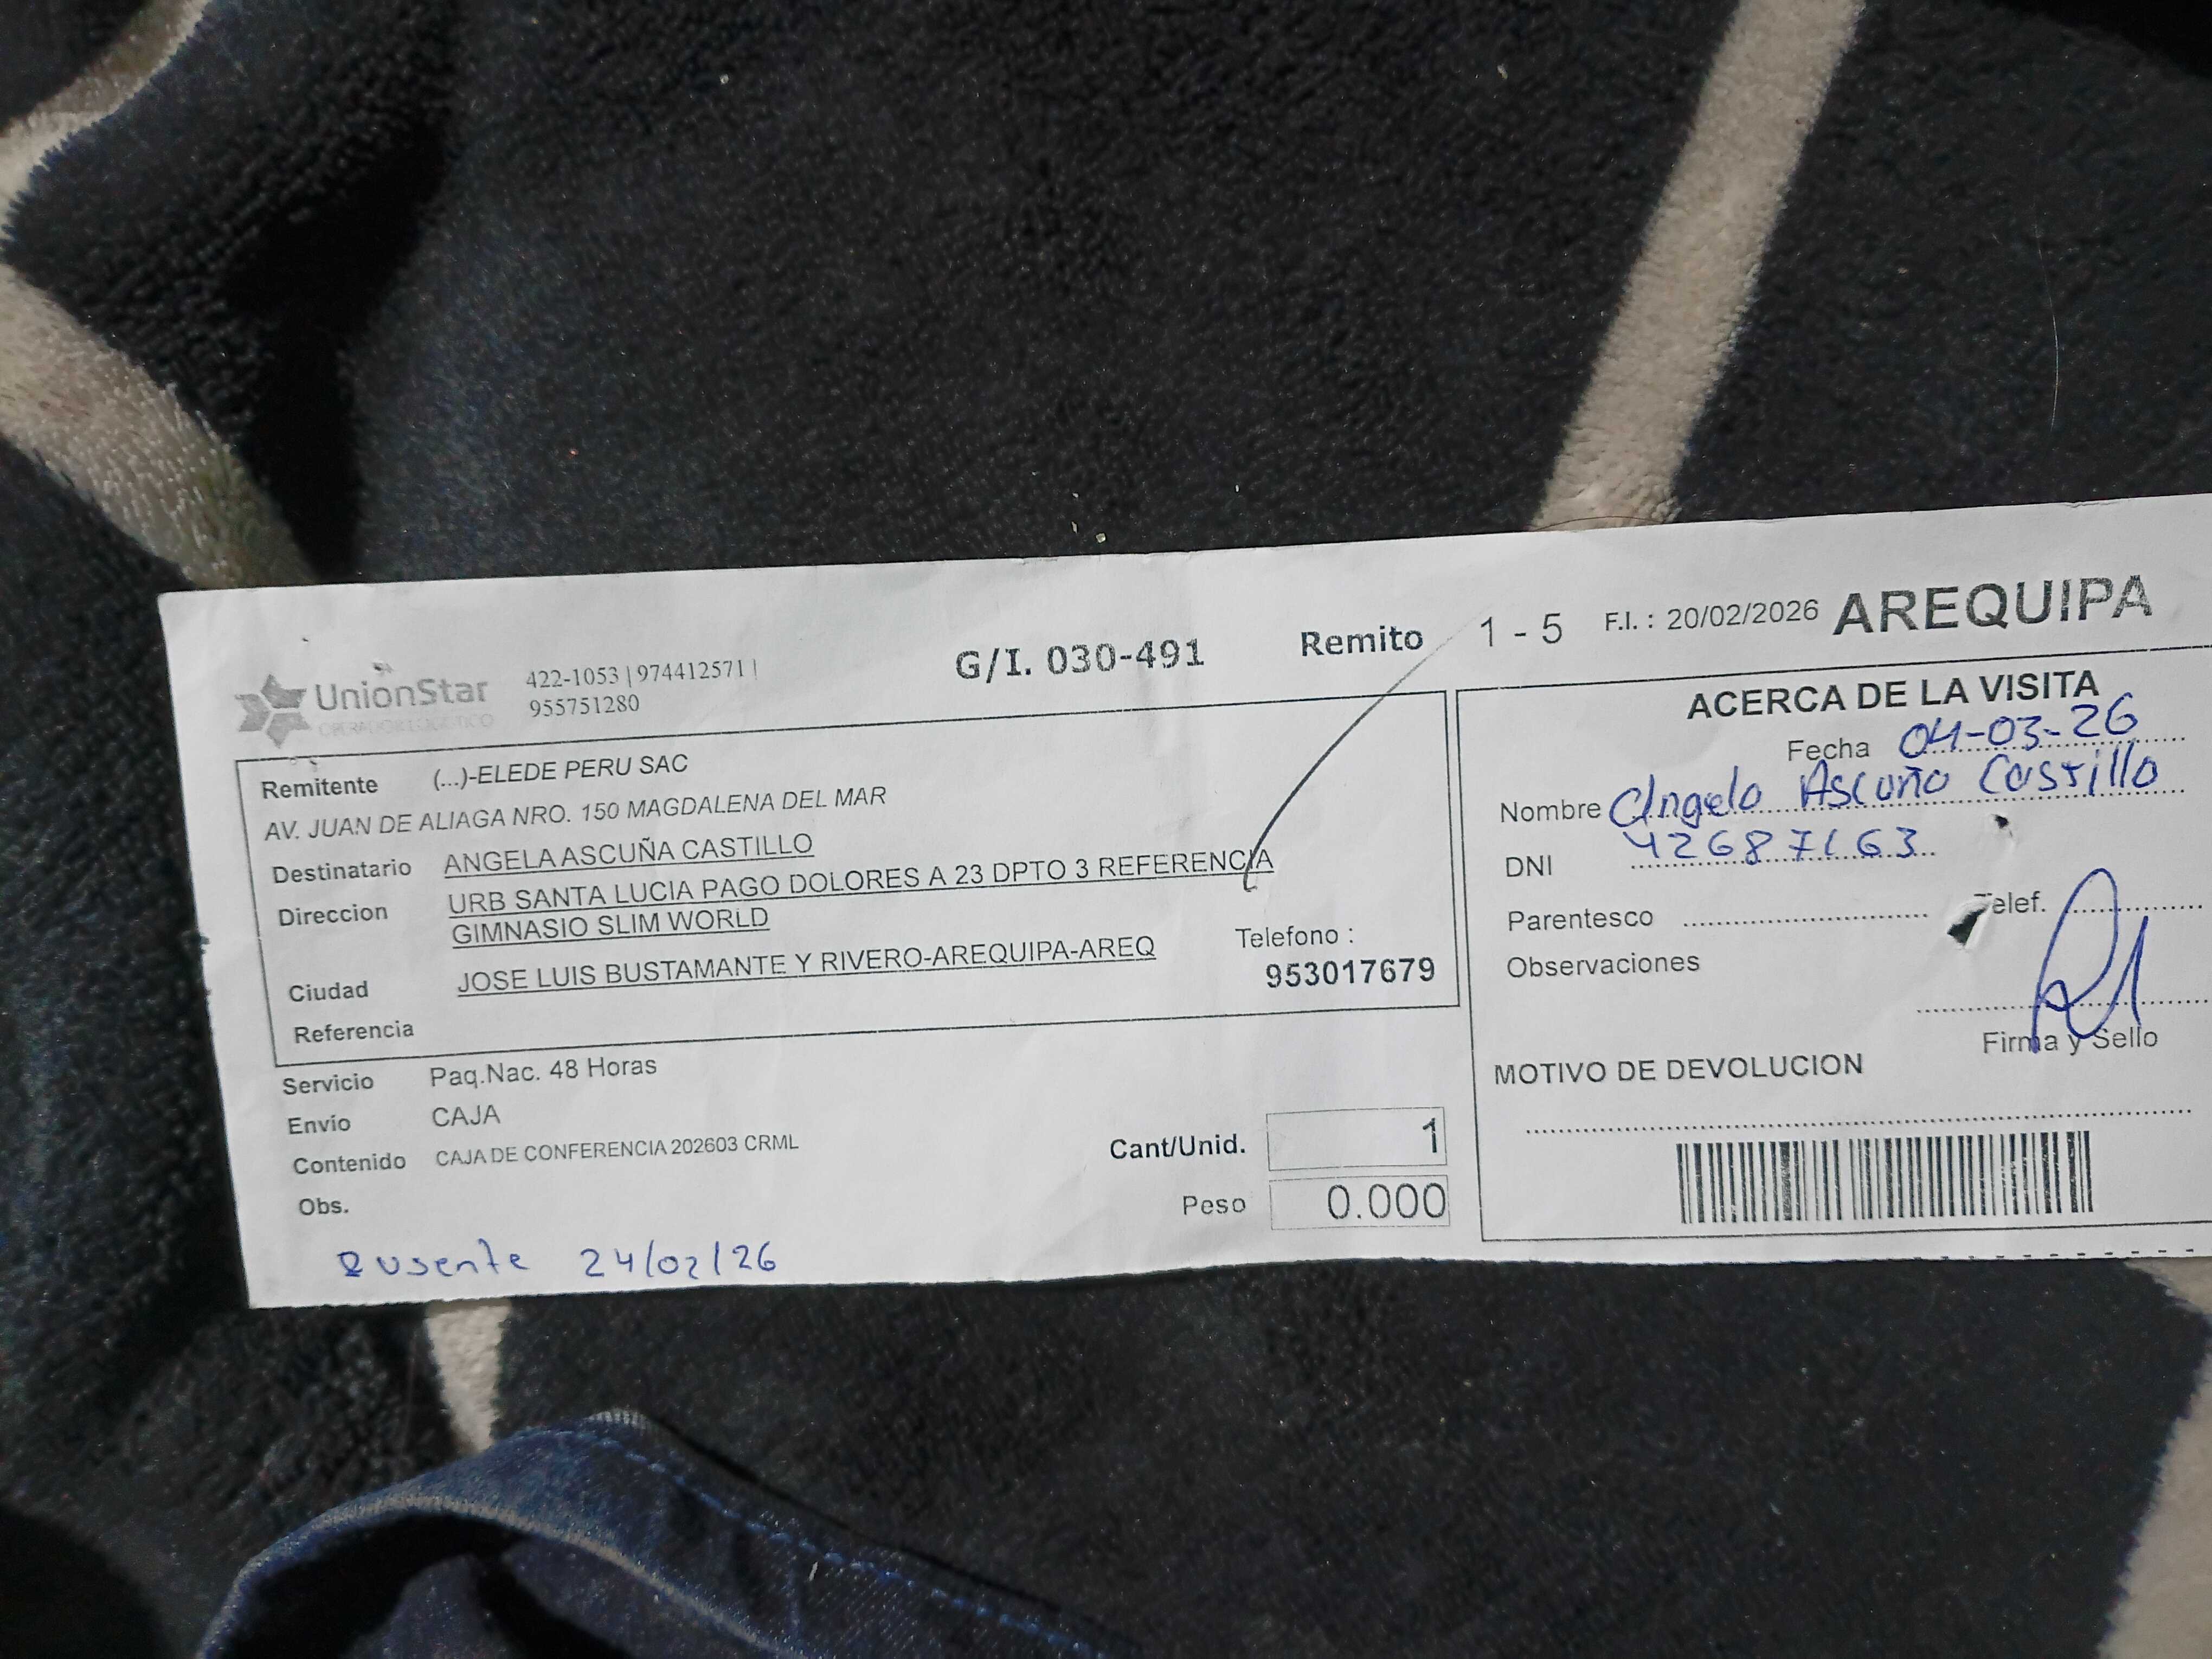 UnionStar
OPERADOR LOGISTICO
422-1053 | 974412571 |
955751280
G/I. 030-491
Remito 1 - 5
F.I. : 20/02/2026
AREQUIPA
Remitente (...)-ELEDE PERU SAC
AV. JUAN DE ALIAGA NRO. 150 MAGDALENA DEL MAR
Destinatario ANGELA ASCUÑA CASTILLO
Direccion URB SANTA LUCIA PAGO DOLORES A 23 DPTO 3 REFERENCIA
GIMNASIO SLIM WORLD
Ciudad JOSE LUIS BUSTAMANTE Y RIVERO-AREQUIPA-AREQ
Telefono :
953017679
Referencia
Servicio Paq.Nac. 48 Horas
Envío CAJA
Contenido CAJA DE CONFERENCIA 202603 CRML
Obs.
Cant/Unid. 1
Peso 0.000
Ausente 24/02/26
ACERCA DE LA VISITA
Fecha 04-03-26
Nombre Angela Ascuña Castillo
DNI
Parentesco
Telef.
Observaciones
Firma y Sello
MOTIVO DE DEVOLUCION